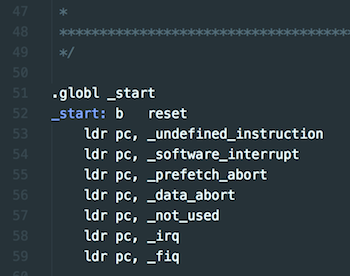 47 *
48 ************************************
49 */
50
51 .globl _start
52 _start: b reset
53 ldr pc, _undefined_instruction
54 ldr pc, _software_interrupt
55 ldr pc, _prefetch_abort
56 ldr pc, _data_abort
57 ldr pc, _not_used
58 ldr pc, _irq
59 ldr pc, _fiq
60